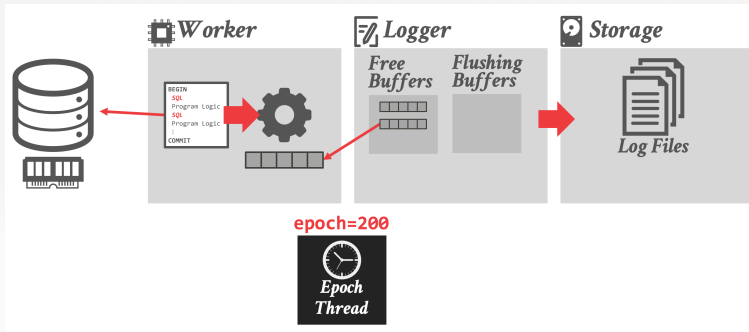 Worker
Logger
Storage
Free
Buffers
Flushing
Buffers
BEGIN
SQL
Program Logic
SQL
Program Logic
⋮
COMMIT
Log Files
epoch=200
Epoch
Thread